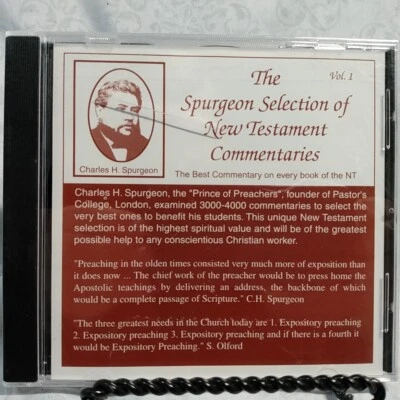 The
Vol. 1
Spurgeon Selection of
New Testament
Commentaries
Charles H. Spurgeon
The Best Commentary on every book of the NT
Charles H. Spurgeon, the "Prince of Preachers", founder of Pastor's
College, London, examined 3000-4000 commentaries to select the
very best ones to benefit his students. This unique New Testament
selection is of the highest spiritual value and will be of the greatest
possible help to any conscientious Christian worker.
"Preaching in the olden times consisted very much more of exposition than
it does now ... The chief work of the preacher would be to press home the
Apostolic teachings by delivering an address, the backbone of which
would be a complete passage of Scripture." C.H. Spurgeon
"The three greatest needs in the Church today are 1. Expository preaching
2. Expository preaching 3. Expository preaching and if there is a fourth it
would be Expository Preaching." S. Olford